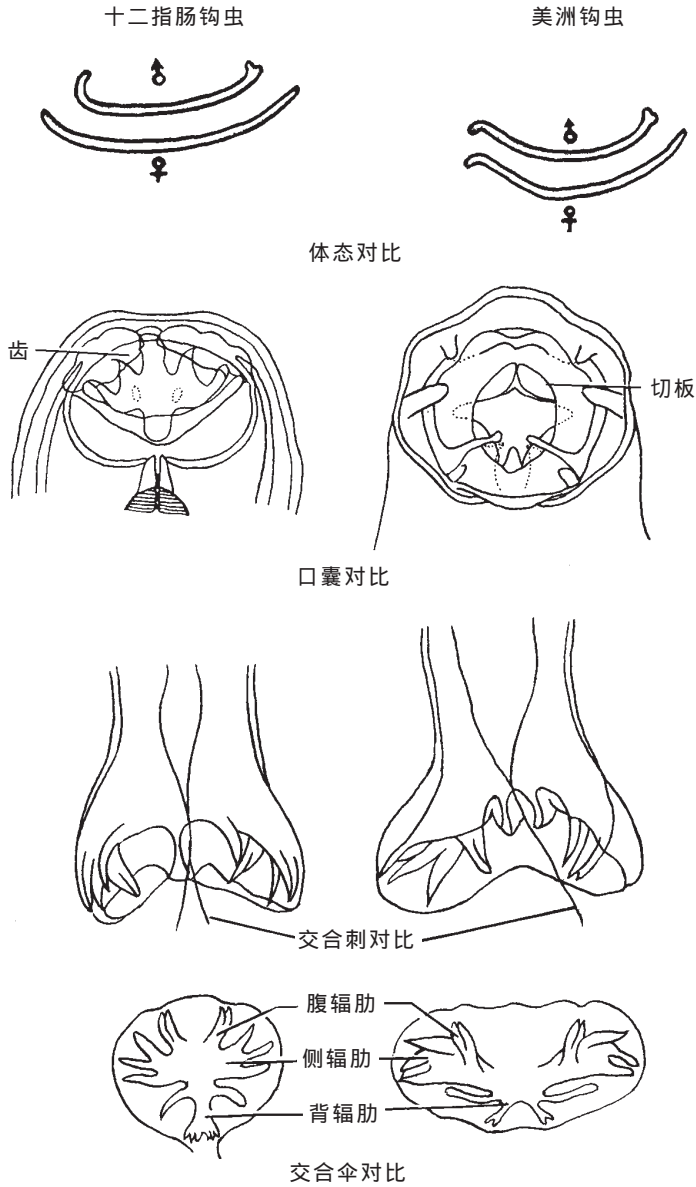 十二指肠钩虫
美洲钩虫
体态对比
齿
切板
口囊对比
交合刺对比
腹辐肋
侧辐肋
背辐肋
交合伞对比